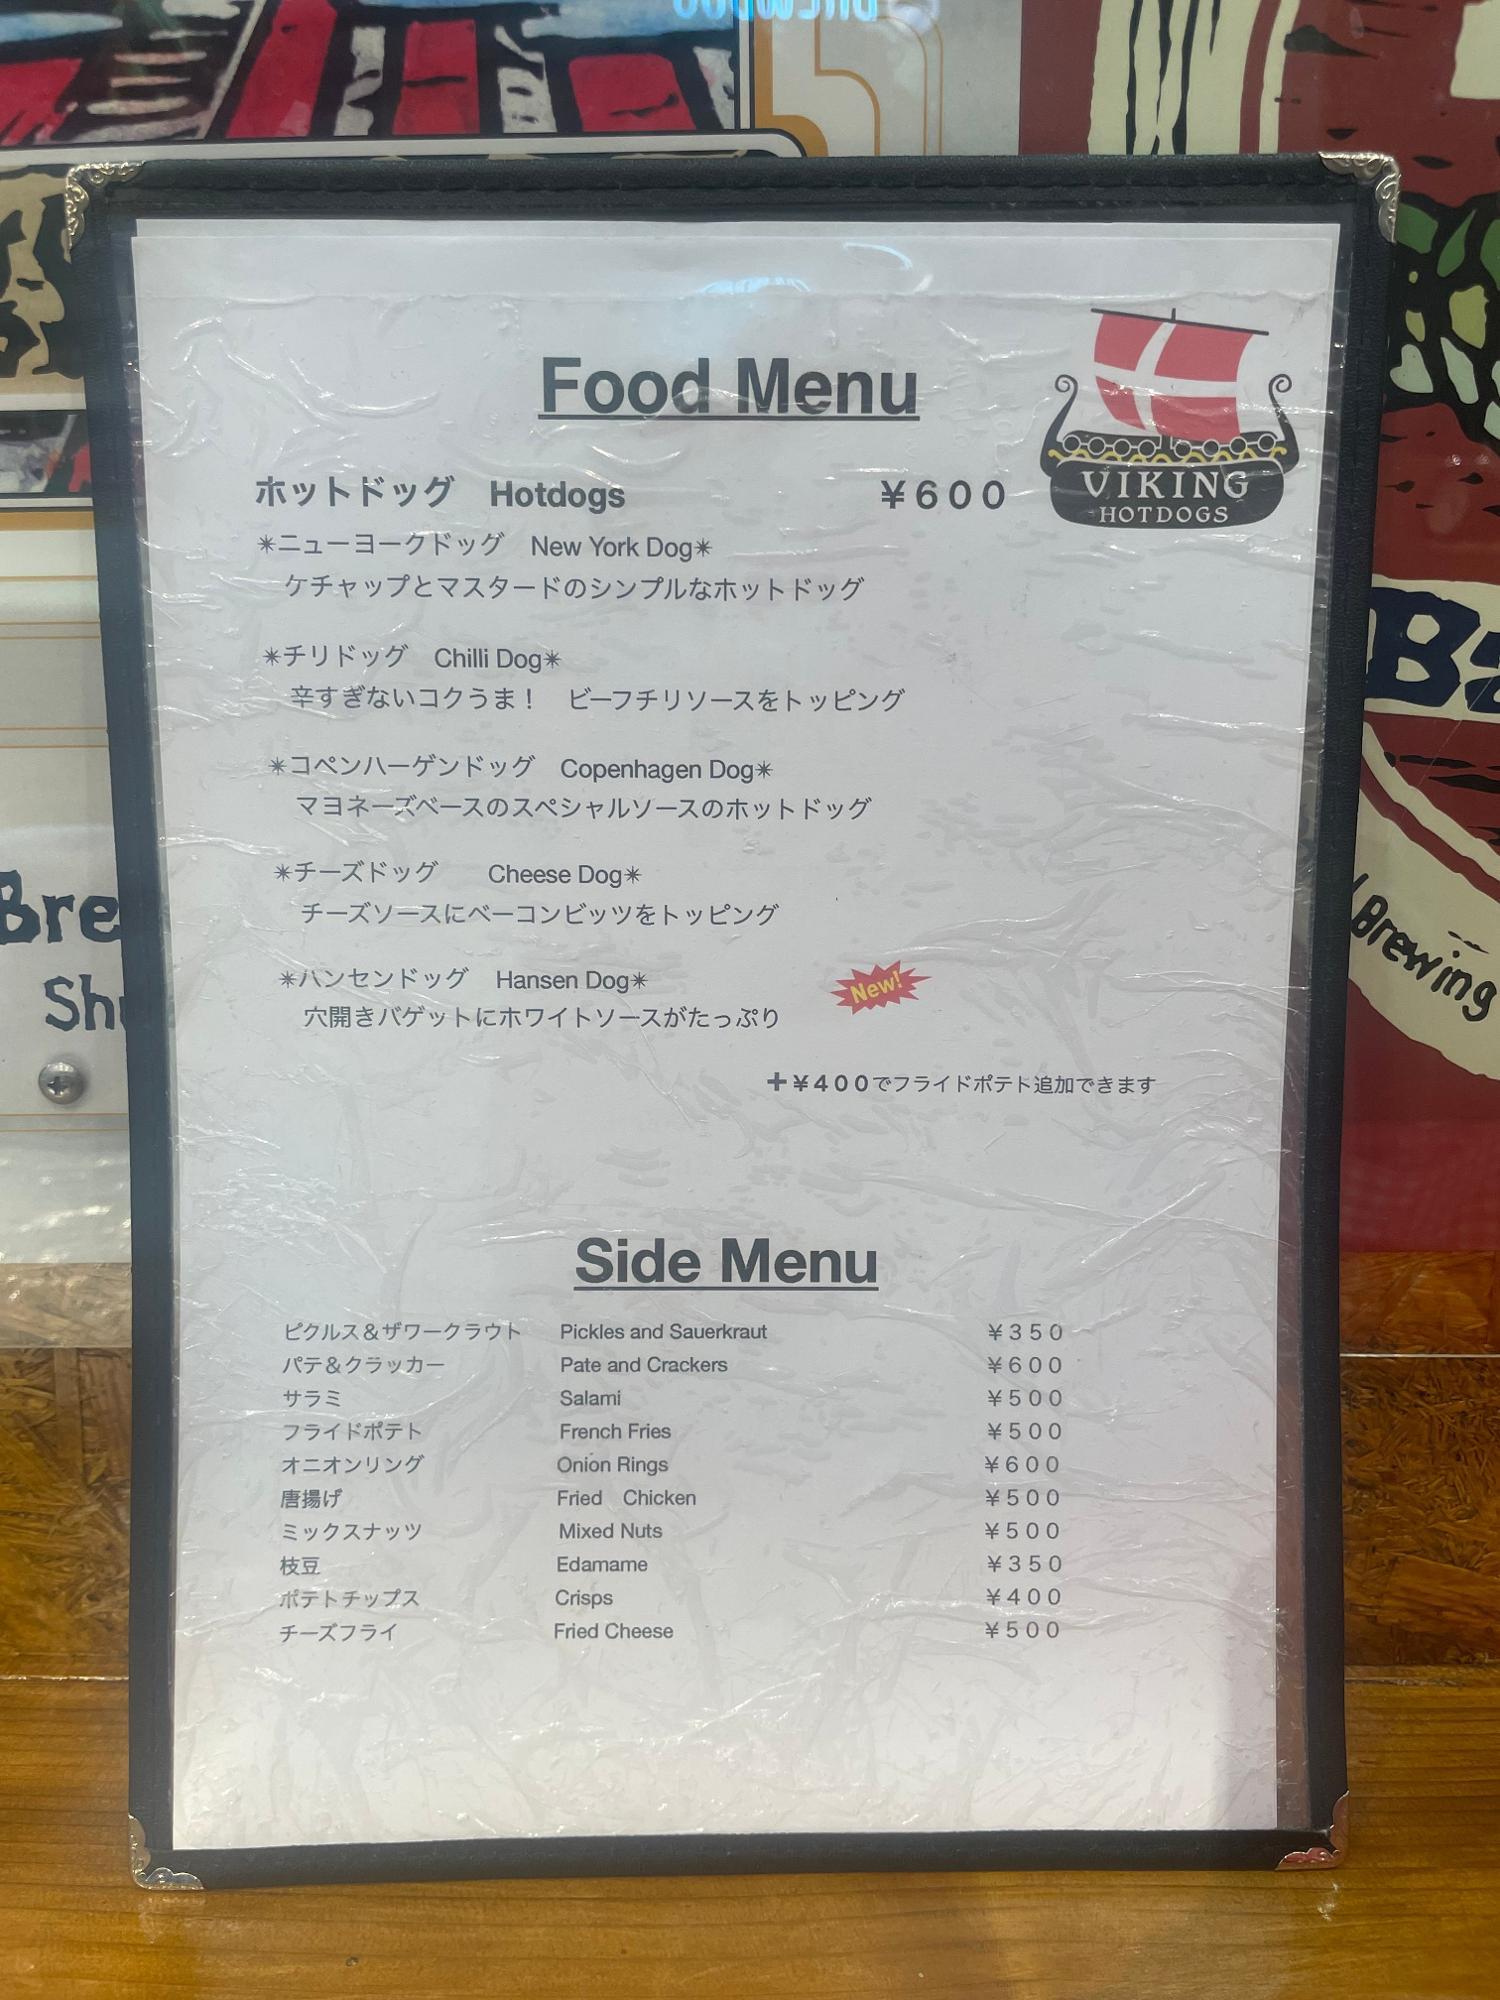 Food Menu
VIKING
HOTDOGS
ホットドッグ　Hotdogs　¥600
✴ニューヨークドッグ　New York Dog✴
ケチャップとマスタードのシンプルなホットドッグ
✴チリドッグ　Chilli Dog✴
辛すぎないコクうま！　ビーフチリソースをトッピング
✴コペンハーゲンドッグ　Copenhagen Dog✴
マヨネーズベースのスペシャルソースのホットドッグ
✴チーズドッグ　Cheese Dog✴
チーズソースにベーコンビッツをトッピング
✴ハンセンドッグ　Hansen Dog✴　New!
穴開きバゲットにホワイトソースがたっぷり
＋¥400でフライドポテト追加できます
Side Menu
ピクルス＆ザワークラウト　Pickles and Sauerkraut　¥350
パテ＆クラッカー　Pate and Crackers　¥600
サラミ　Salami　¥500
フライドポテト　French Fries　¥500
オニオンリング　Onion Rings　¥600
唐揚げ　Fried　Chicken　¥500
ミックスナッツ　Mixed Nuts　¥500
枝豆　Edamame　¥350
ポテトチップス　Crisps　¥400
チーズフライ　Fried Cheese　¥500
Brewing